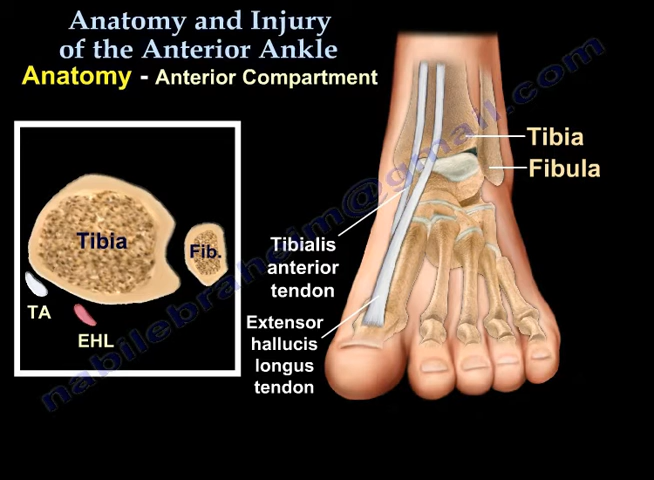 Anatomy and Injury
of the Anterior Ankle
Anatomy - Anterior Compartment
Tibia
Fibula
Tibia
Fib.
TA
EHL
Tibialis
anterior
tendon
Extensor
hallucis
longus
tendon
nabilebraheim@gmail.com